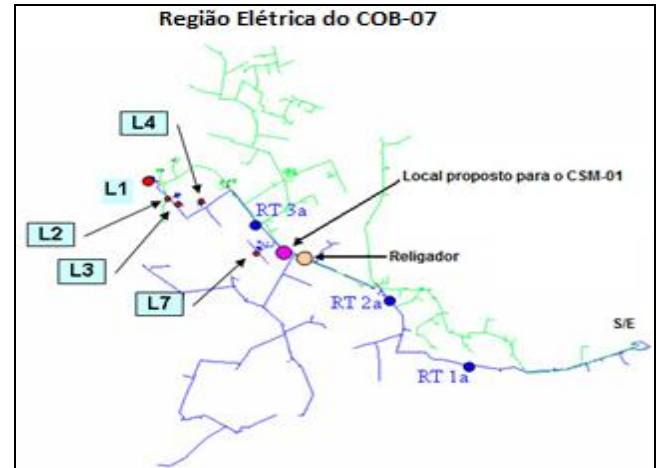 Região Elétrica do COB-07
L4
L1
Local proposto para o CSM-01
RT 3a
L2
Religador
L3
L7
RT 2a
S/E
RT 1a